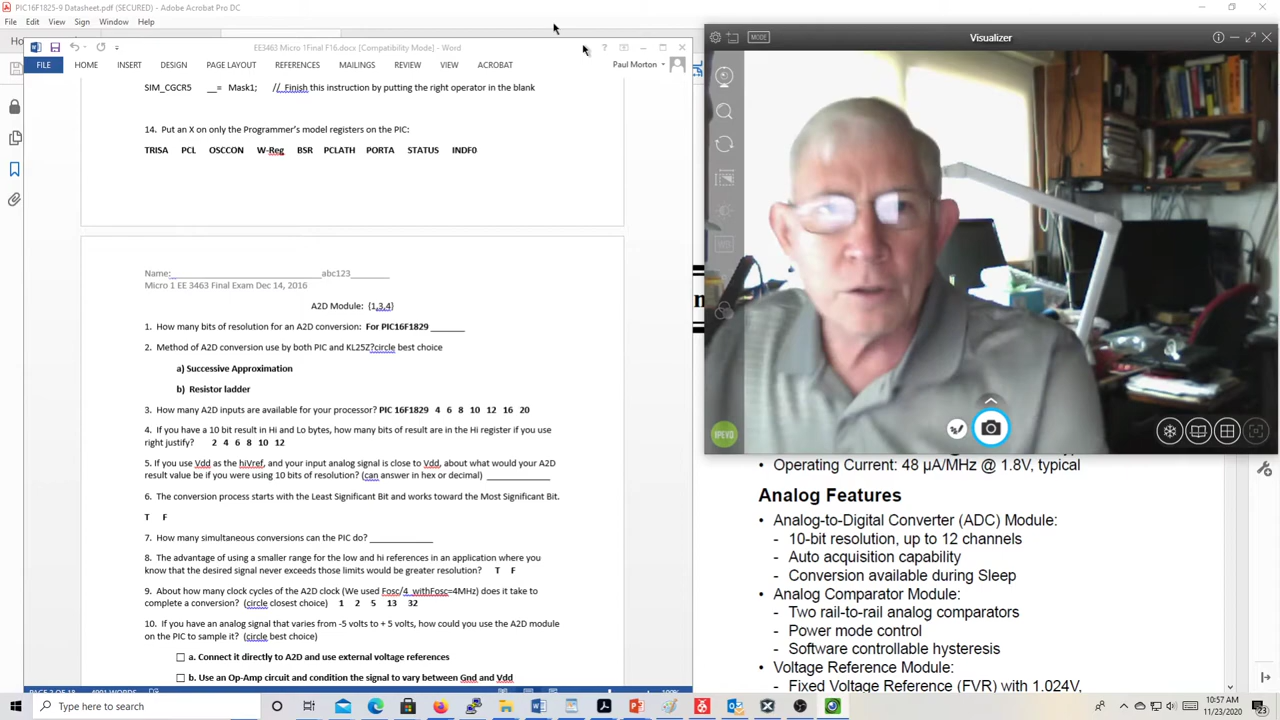 PIC16F1825-9 Datasheet.pdf (SECURED) - Adobe Acrobat Pro DC
File Edit View Sign Window Help
EE3463 Micro 1Final F16.docx [Compatibility Mode] - Word
FILE HOME INSERT DESIGN PAGE LAYOUT REFERENCES MAILINGS REVIEW VIEW ACROBAT Paul Morton
SIM_CGCR5 __= Mask1; // Finish this instruction by putting the right operator in the blank
14. Put an X on only the Programmer's model registers on the PIC:
TRISA PCL OSCCON W-Reg BSR PCLATH PORTA STATUS INDF0
Name:______________________________abc123________
Micro 1 EE 3463 Final Exam Dec 14, 2016
A2D Module: (1,3,4)
1. How many bits of resolution for an A2D conversion: For PIC16F1829 _______
2. Method of A2D conversion use by both PIC and KL25Z?circle best choice
a) Successive Approximation
b) Resistor ladder
3. How many A2D inputs are available for your processor? PIC 16F1829 4 6 8 10 12 16 20
4. If you have a 10 bit result in Hi and Lo bytes, how many bits of result are in the Hi register if you use
right justify? 2 4 6 8 10 12
5. If you use Vdd as the hiVref, and your input analog signal is close to Vdd, about what would your A2D
result value be if you were using 10 bits of resolution? (can answer in hex or decimal) _____________
6. The conversion process starts with the Least Significant Bit and works toward the Most Significant Bit.
T F
7. How many simultaneous conversions can the PIC do? _____________
8. The advantage of using a smaller range for the low and hi references in an application where you
know that the desired signal never exceeds those limits would be greater resolution? T F
9. About how many clock cycles of the A2D clock (We used Fosc/4 withFosc=4MHz) does it take to
complete a conversion? (circle closest choice) 1 2 5 13 32
10. If you have an analog signal that varies from -5 volts to + 5 volts, how could you use the A2D module
on the PIC to sample it? (circle best choice)
a. Connect it directly to A2D and use external voltage references
b. Use an Op-Amp circuit and condition the signal to vary between Gnd and Vdd
PAGE 2 OF 18 4991 WORDS 100%
MODE Visualizer
IPEVO
Operating Current: 48 µA/MHz @ 1.8V, typical
Analog Features
• Analog-to-Digital Converter (ADC) Module:
- 10-bit resolution, up to 12 channels
- Auto acquisition capability
- Conversion available during Sleep
• Analog Comparator Module:
- Two rail-to-rail analog comparators
- Power mode control
- Software controllable hysteresis
• Voltage Reference Module:
- Fixed Voltage Reference (FVR) with 1.024V,
Type here to search
10:57 AM
11/23/2020